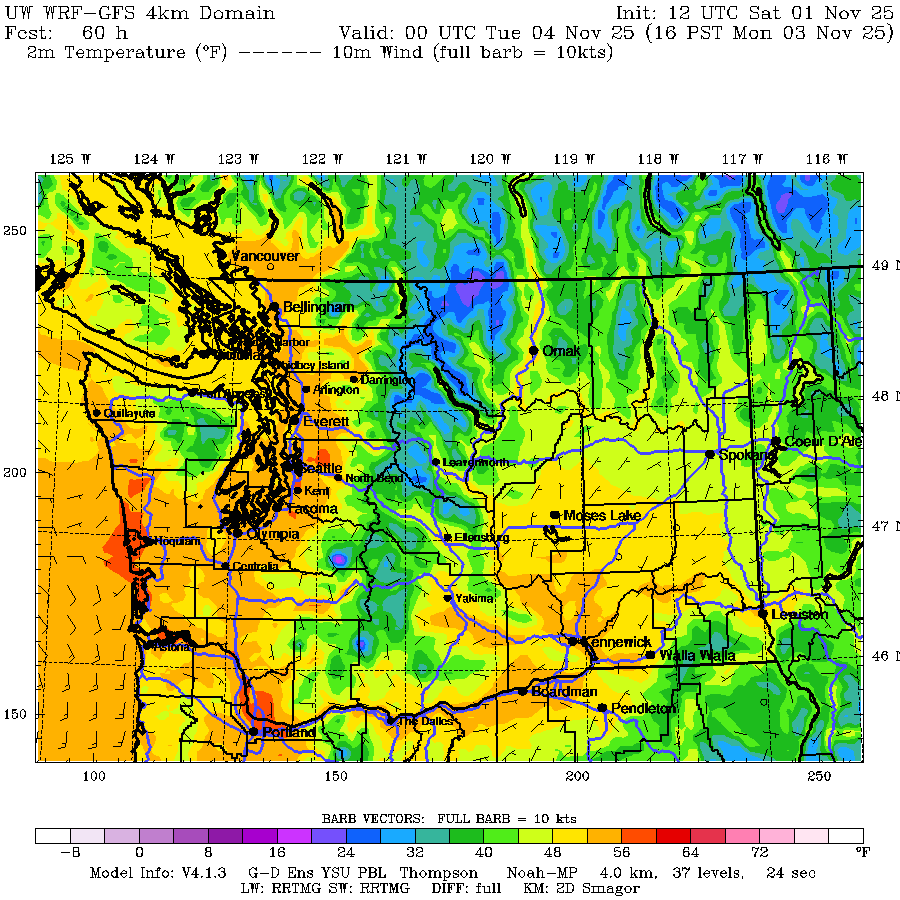 UW WRF-GFS 4km Domain Init: 12 UTC Sat 01 Nov 25
Fcst: 60 h Valid: 00 UTC Tue 04 Nov 25 (16 PST Mon 03 Nov 25)
2m Temperature (°F) ------ 10m Wind (full barb = 10kts)
125 W 124 W 123 W 122 W 121 W 120 W 119 W 118 W 117 W 116 W
250
Vancouver
49 N
Bellingham
Harbor
Omak
Whidbey Island
Darrington
Arlington
48 N
Quillayute
Everett
Coeur D'Ale
Spokane
Leavenworth
200
Seattle
North Bend
Kent
Tacoma
Moses Lake
47 N
Olympia
Hoquiam
Ellensburg
Centralia
Yakima
Lewiston
Kennewick
Astoria
Walla Walla
46 N
Boardman
Pendleton
150
The Dalles
Portland
100 150 200 250
BARB VECTORS: FULL BARB = 10 kts
-8 0 8 16 24 32 40 48 56 64 72 °F
Model Info: V4.1.3 G-D Ens YSU PBL Thompson Noah-MP 4.0 km, 37 levels, 24 sec
LW: RRTMG SW: RRTMG DIFF: full KM: 2D Smagor